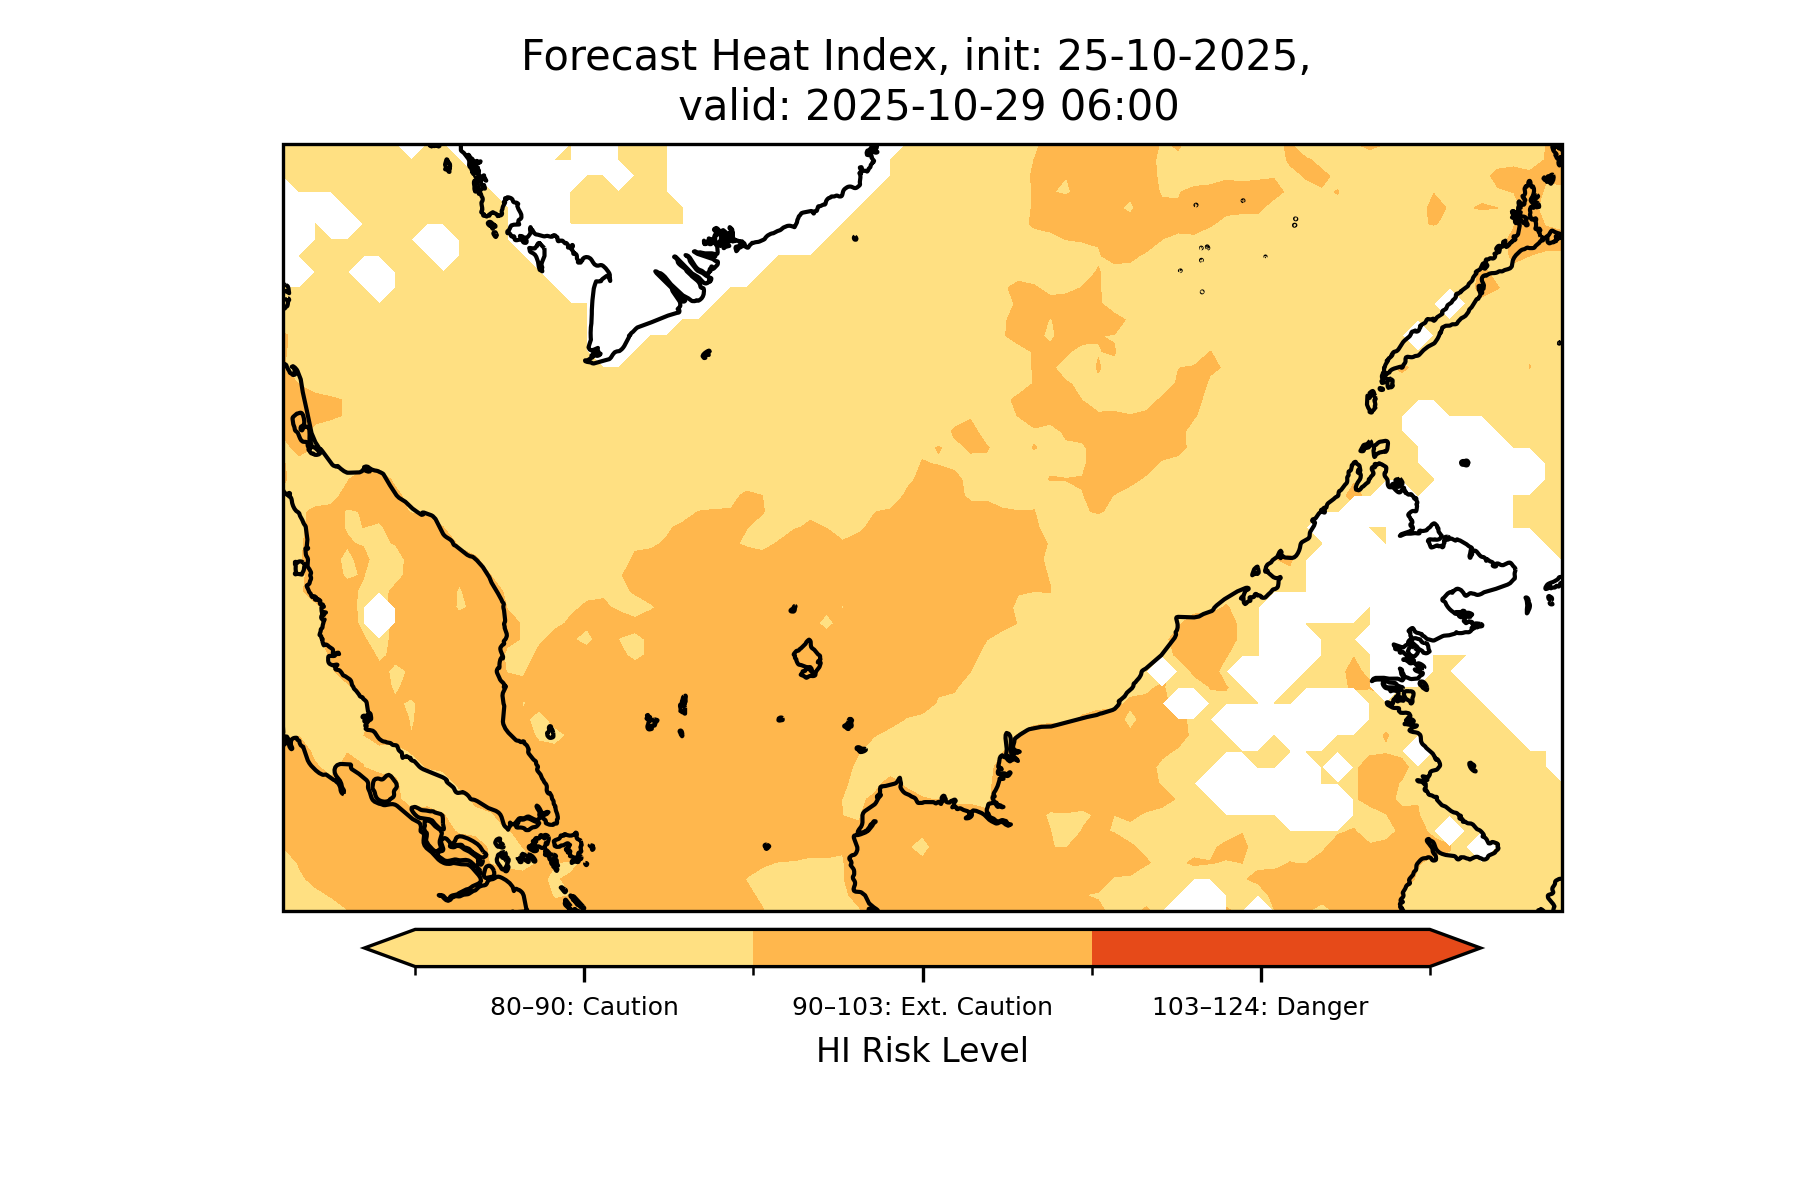 Forecast Heat Index, init: 25-10-2025,
valid: 2025-10-29 06:00
80–90: Caution
90–103: Ext. Caution
103–124: Danger
HI Risk Level